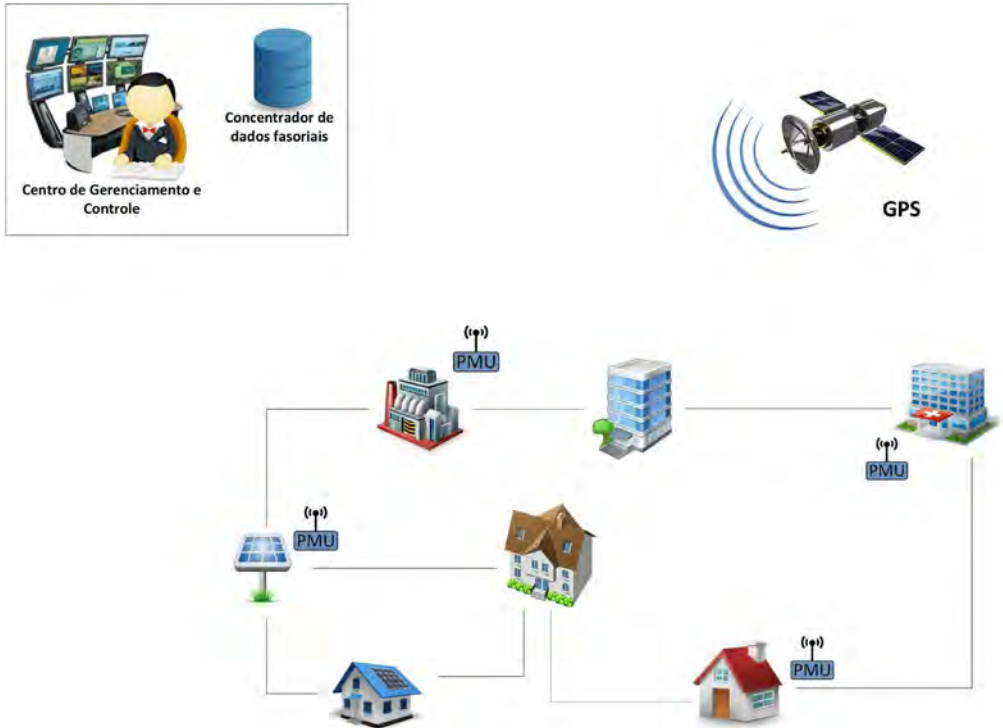 Concentrador de
dados fasoriais
Centro de Gerenciamento e
Controle
GPS
PMU
PMU
PMU
PMU